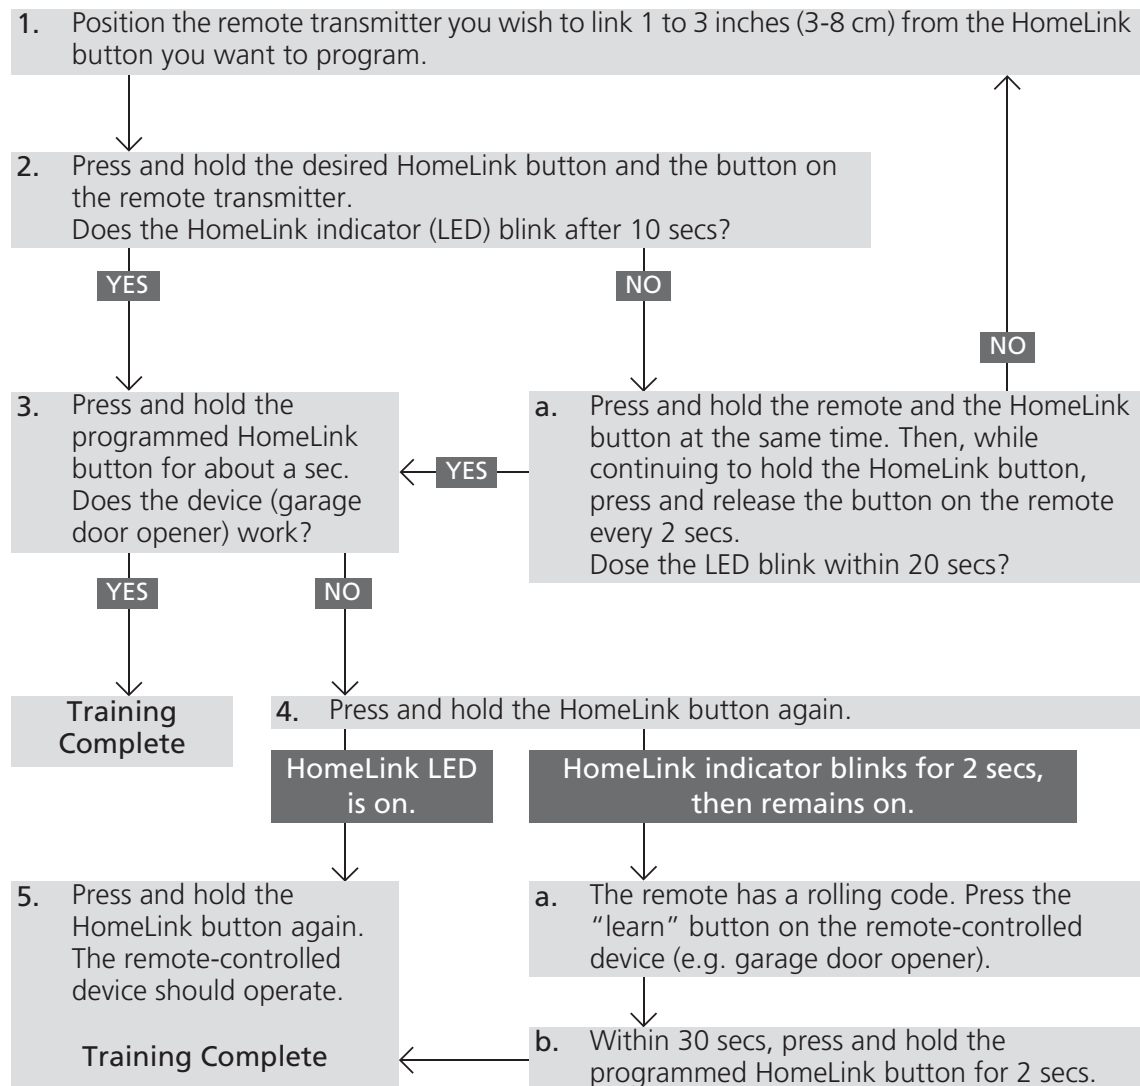 1. Position the remote transmitter you wish to link 1 to 3 inches (3-8 cm) from the HomeLink
button you want to program.
2. Press and hold the desired HomeLink button and the button on
the remote transmitter.
Does the HomeLink indicator (LED) blink after 10 secs?
YES
NO
NO
3. Press and hold the
programmed HomeLink
button for about a sec.
Does the device (garage
door opener) work?
YES
a. Press and hold the remote and the HomeLink
button at the same time. Then, while
continuing to hold the HomeLink button,
press and release the button on the remote
every 2 secs.
Dose the LED blink within 20 secs?
YES
NO
Training
Complete
4. Press and hold the HomeLink button again.
HomeLink LED
is on.
HomeLink indicator blinks for 2 secs,
then remains on.
5. Press and hold the
HomeLink button again.
The remote-controlled
device should operate.
Training Complete
a. The remote has a rolling code. Press the
“learn” button on the remote-controlled
device (e.g. garage door opener).
b. Within 30 secs, press and hold the
programmed HomeLink button for 2 secs.